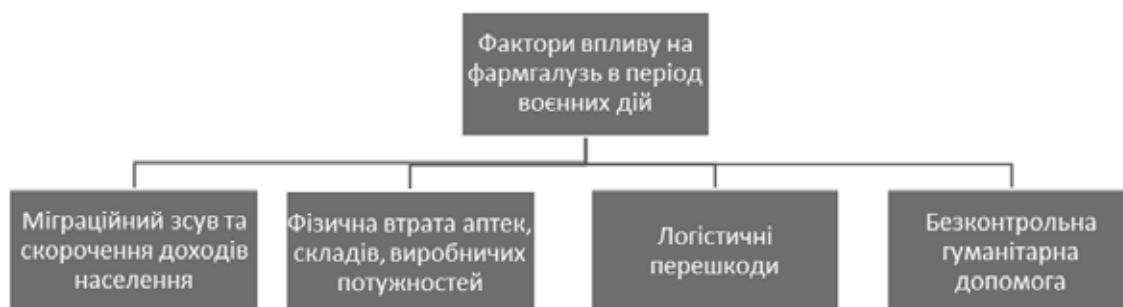 Фактори впливу на
фармгалузь в період
воєнних дій
Міграційний зсув та
скорочення доходів
населення
Фізична втрата аптек,
складів, виробничих
потужностей
Логістичні
перешкоди
Безконтрольна
гуманітарна
допомога